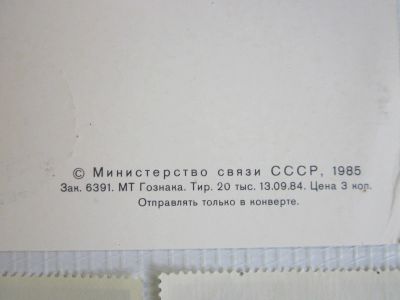 © Министерство связи СССР, 1985
Зак. 6391. МТ Гознака. Тир. 20 тыс. 13.09.84. Цена 3 коп.
Отправлять только в конверте.